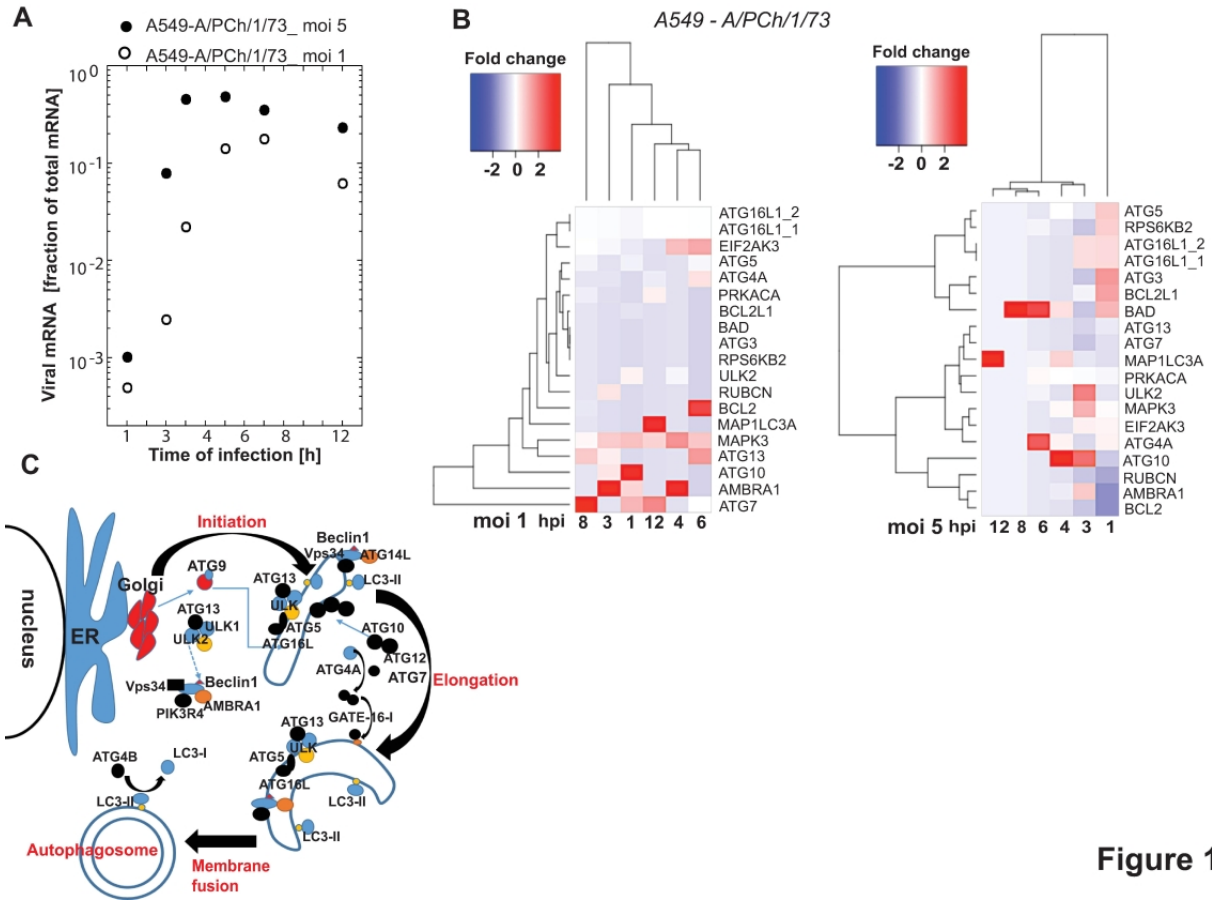 A
A549-A/PCh/1/73_ moi 5
A549-A/PCh/1/73_ moi 1
Viral mRNA [fraction of total mRNA]
10^0
10^-1
10^-2
10^-3
1 3 4 5 6 8 12
Time of infection [h]
B
A549 - A/PCh/1/73
Fold change
-2 0 2
ATG16L1_2
ATG16L1_1
EIF2AK3
ATG5
ATG4A
PRKACA
BCL2L1
BAD
ATG3
RPS6KB2
ULK2
RUBCN
BCL2
MAP1LC3A
MAPK3
ATG13
ATG10
AMBRA1
ATG7
moi 1 hpi 8 3 1 12 4 6
Fold change
-2 0 2
ATG5
RPS6KB2
ATG16L1_2
ATG16L1_1
ATG3
BCL2L1
BAD
ATG13
ATG7
MAP1LC3A
PRKACA
ULK2
MAPK3
EIF2AK3
ATG4A
ATG10
RUBCN
AMBRA1
BCL2
moi 5 hpi 12 8 6 4 3 1
C
nucleus
ER
Golgi
Initiation
ATG9
ATG13
ULK1
ULK2
Vps34
Beclin1
PIK3R4
AMBRA1
Beclin1
Vps34
ATG14L
LC3-II
ATG13
ULK
ATG5
ATG16L
ATG10
ATG12
ATG7
ATG4A
Elongation
GATE-16-I
ATG13
ULK
ATG5
ATG16L
LC3-II
LC3-II
Membrane
fusion
ATG4B
LC3-I
LC3-II
Autophagosome
Figure 1